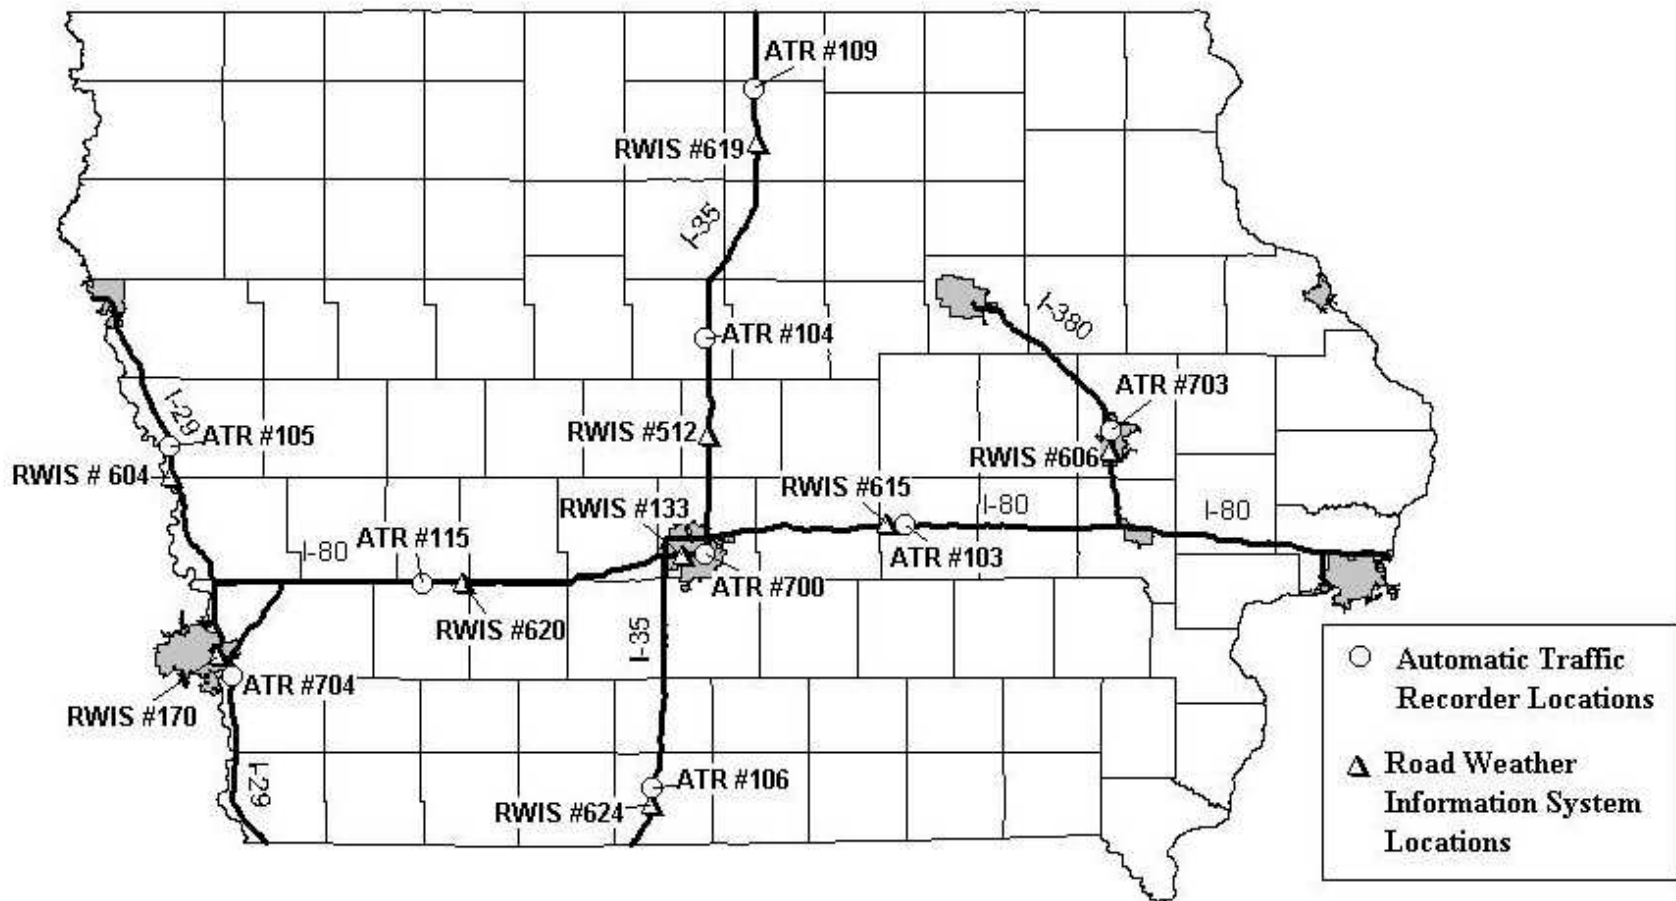 ATR #109
RWIS #619
I-35
I-380
ATR #104
ATR #703
I-29
ATR #105
RWIS #512
RWIS #606
RWIS # 604
RWIS #615
RWIS #133
I-80
I-80
ATR #115
I-80
ATR #103
ATR #700
RWIS #620
I-35
ATR #704
RWIS #170
I-29
ATR #106
RWIS #624
Automatic Traffic
Recorder Locations
Road Weather
Information System
Locations